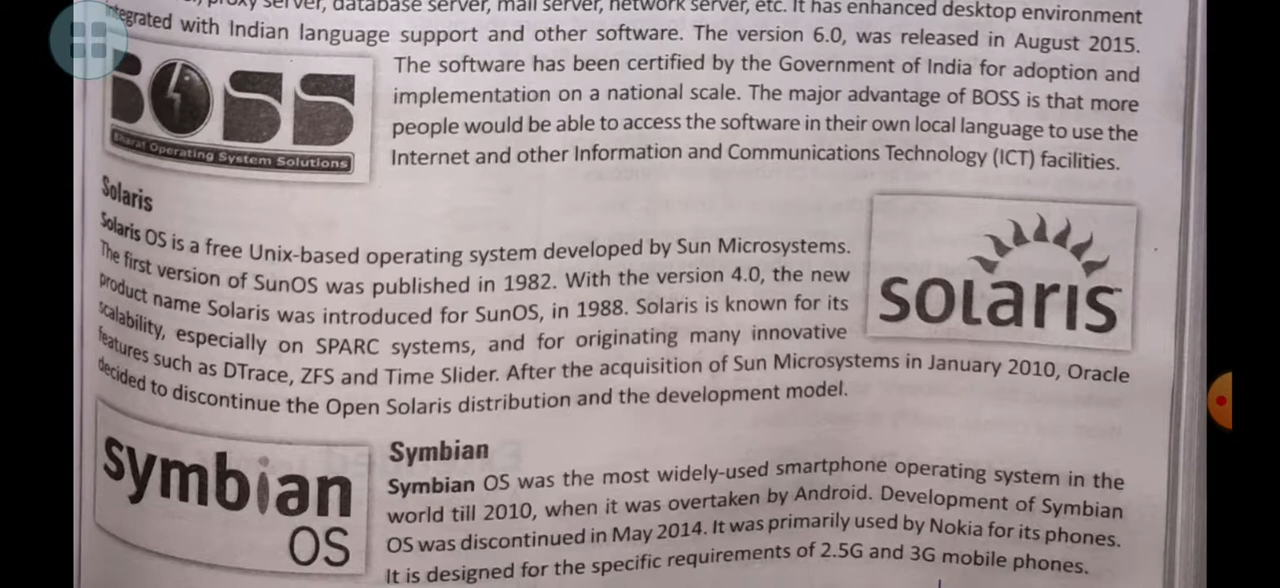 proxy server, database server, mail server, network server, etc. It has enhanced desktop environment
integrated with Indian language support and other software. The version 6.0, was released in August 2015.
BOSS
Bharat Operating System Solutions
The software has been certified by the Government of India for adoption and
implementation on a national scale. The major advantage of BOSS is that more
people would be able to access the software in their own local language to use the
Internet and other Information and Communications Technology (ICT) facilities.
Solaris
Solaris OS is a free Unix-based operating system developed by Sun Microsystems.
The first version of SunOS was published in 1982. With the version 4.0, the new
product name Solaris was introduced for SunOS, in 1988. Solaris is known for its
scalability, especially on SPARC systems, and for originating many innovative
features such as DTrace, ZFS and Time Slider. After the acquisition of Sun Microsystems in January 2010, Oracle
decided to discontinue the Open Solaris distribution and the development model.
solaris
symbian
OS
Symbian
Symbian OS was the most widely-used smartphone operating system in the
world till 2010, when it was overtaken by Android. Development of Symbian
OS was discontinued in May 2014. It was primarily used by Nokia for its phones.
It is designed for the specific requirements of 2.5G and 3G mobile phones.